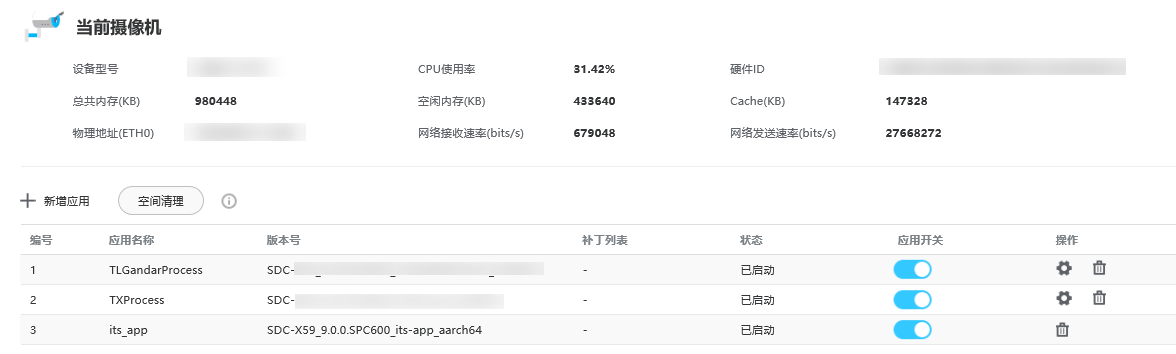 当前摄像机
设备型号 CPU使用率 31.42% 硬件ID
总共内存(KB) 980448 空闲内存(KB) 433640 Cache(KB) 147328
物理地址(ETH0) 网络接收速率(bits/s) 679048 网络发送速率(bits/s) 27668272
新增应用 空间清理
编号 应用名称 版本号 补丁列表 状态 应用开关 操作
1 TLGandarProcess SDC- - 已启动
2 TXProcess SDC- - 已启动
3 its_app SDC-X59_9.0.0.SPC600_its-app_aarch64 - 已启动